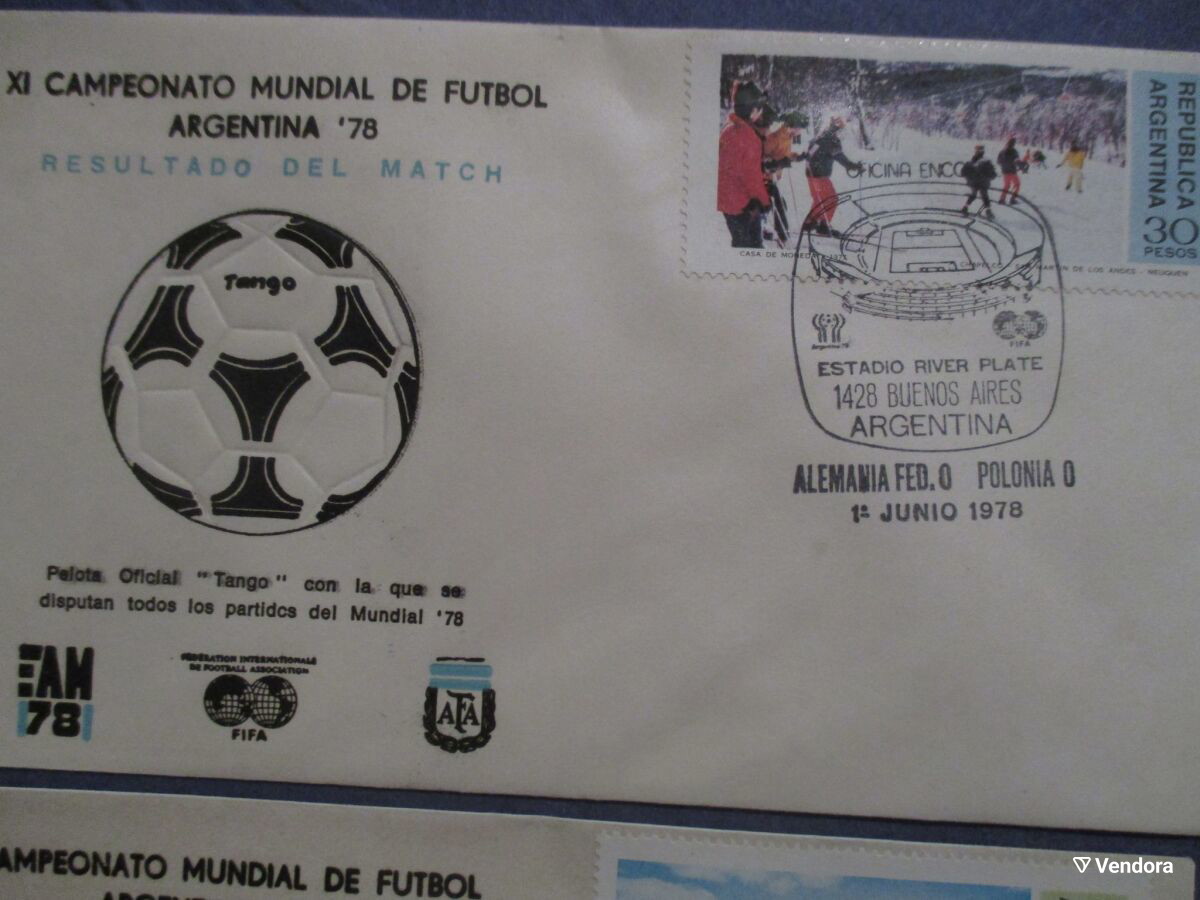 XI CAMPEONATO MUNDIAL DE FUTBOL
ARGENTINA '78
RESULTADO DEL MATCH
Tango
Pelota Oficial "Tango" con la que se
disputan todos los partidos del Mundial '78
EAM
78
FÉDÉRATION INTERNATIONALE
DE FOOTBALL ASSOCIATION
FIFA
AFA
REPUBLICA
ARGENTINA
30
PESOS
CASA DE MONEDA
MARTIN DE LOS ANDES - NEUQUEN
OFICINA ENCO
Argentina '78
FIFA
ESTADIO RIVER PLATE
1428 BUENOS AIRES
ARGENTINA
ALEMANIA FED. 0 POLONIA 0
1º JUNIO 1978
AMPEONATO MUNDIAL DE FUTBOL
Vendora